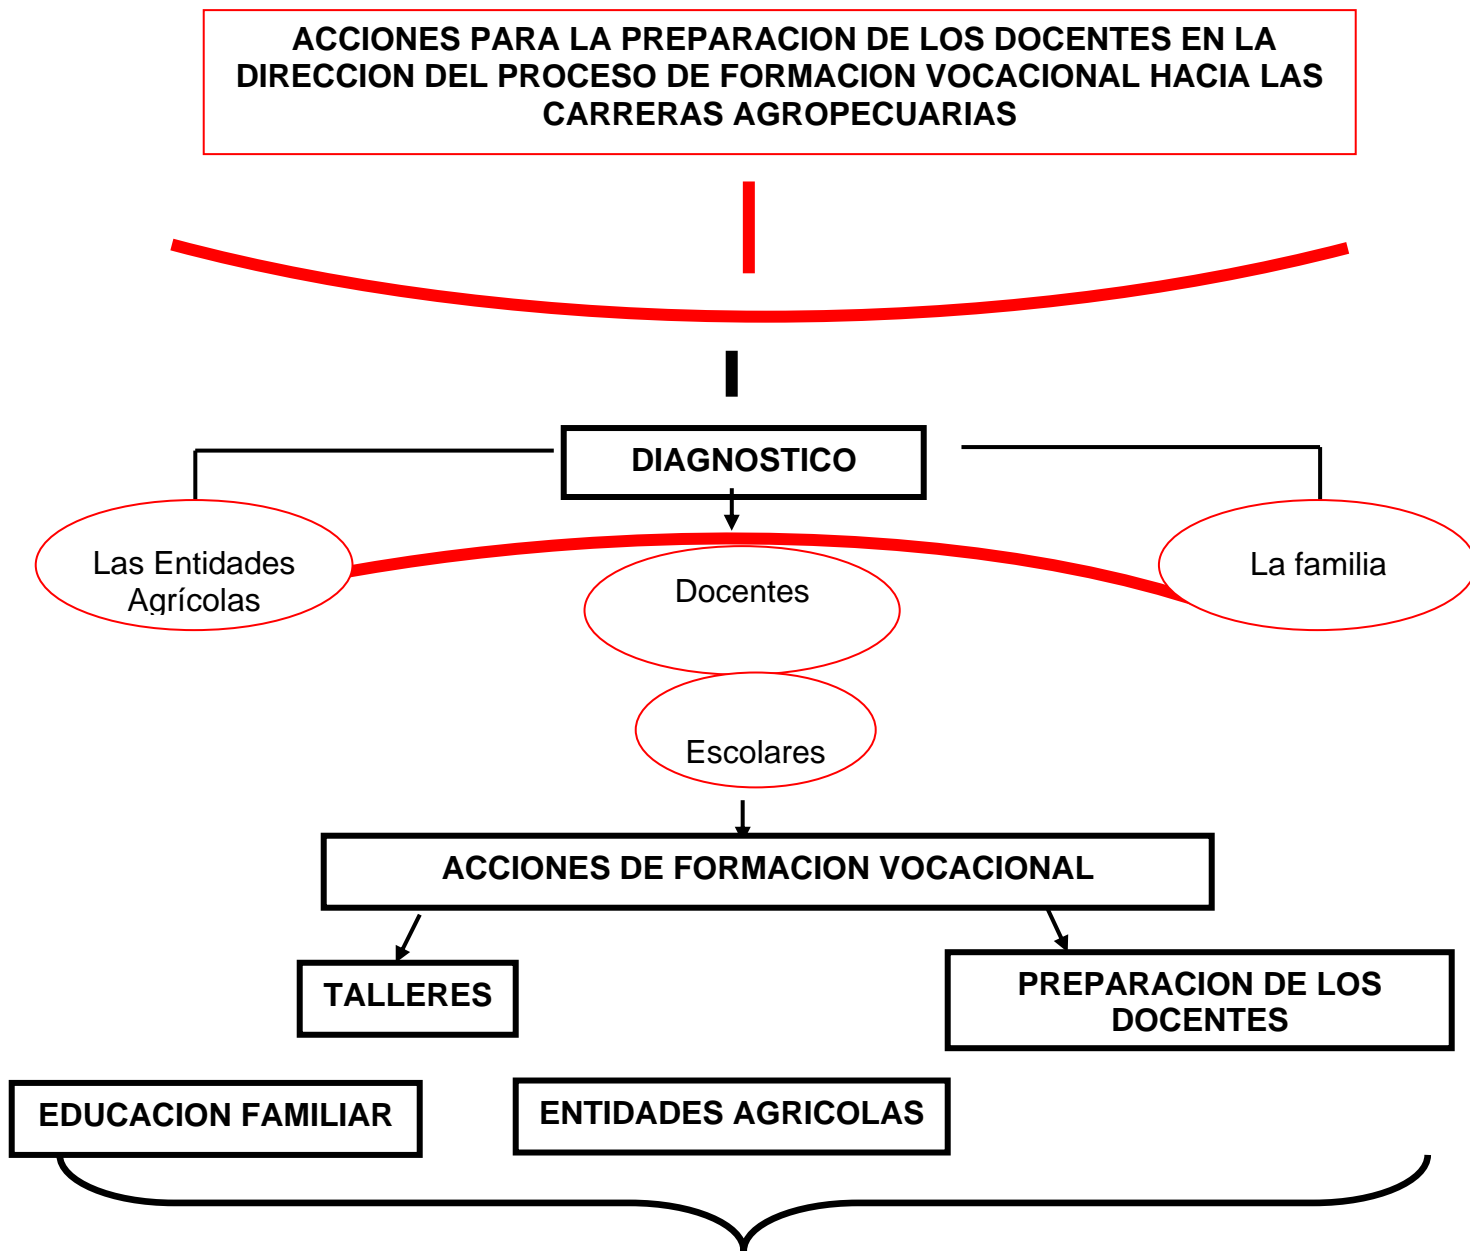 ACCIONES PARA LA PREPARACION DE LOS DOCENTES EN LA
DIRECCION DEL PROCESO DE FORMACION VOCACIONAL HACIA LAS
CARRERAS AGROPECUARIAS
DIAGNOSTICO
Las Entidades
Agrícolas
Docentes
La familia
Escolares
ACCIONES DE FORMACION VOCACIONAL
TALLERES
PREPARACION DE LOS
DOCENTES
EDUCACION FAMILIAR
ENTIDADES AGRICOLAS